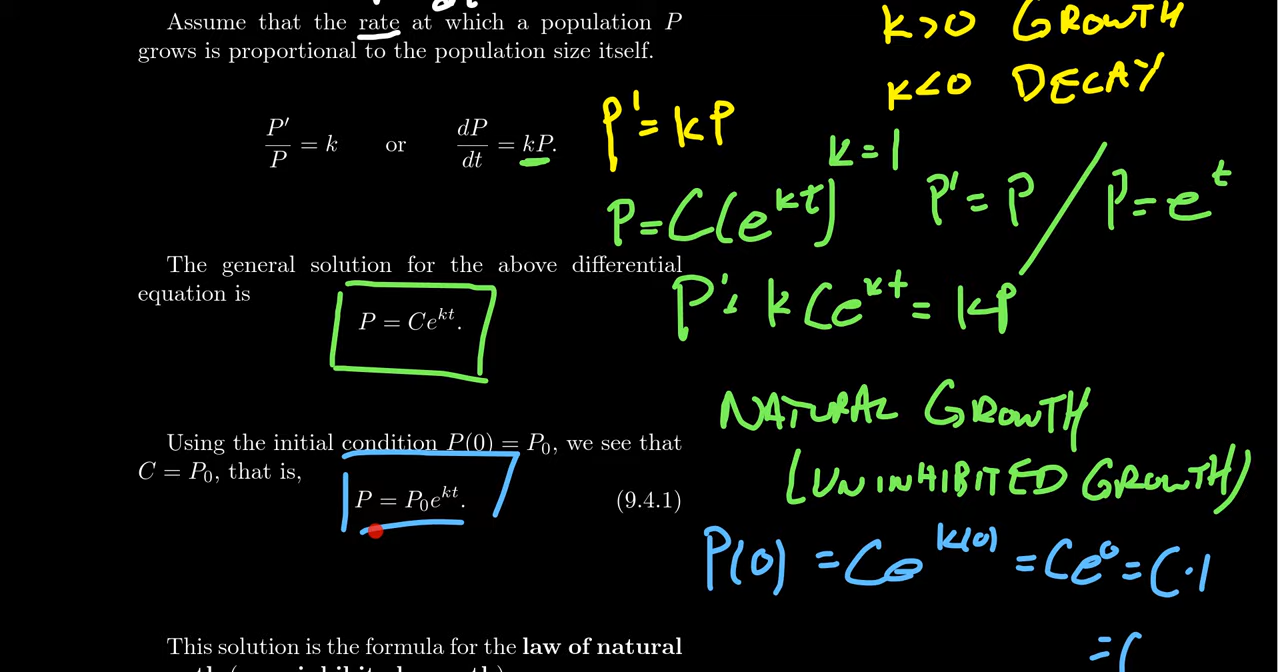 Assume that the rate at which a population P
grows is proportional to the population size itself.
P'/P = k or dP/dt = kP.
The general solution for the above differential
equation is
P = Ce^{kt}.
Using the initial condition P(0) = P₀, we see that
C = P₀, that is,
P = P₀e^{kt}. (9.4.1)
This solution is the formula for the law of natural
k>0 GROWTH
k<0 DECAY
P' = kP
k = 1
P = C(e^{kt})
P' = P / P = e^t
P' = kCe^{kt} = kP
NATURAL GROWTH
(UNINHIBITED GROWTH)
P(0) = Ce^{k(0)} = Ce^0 = C·1
= C